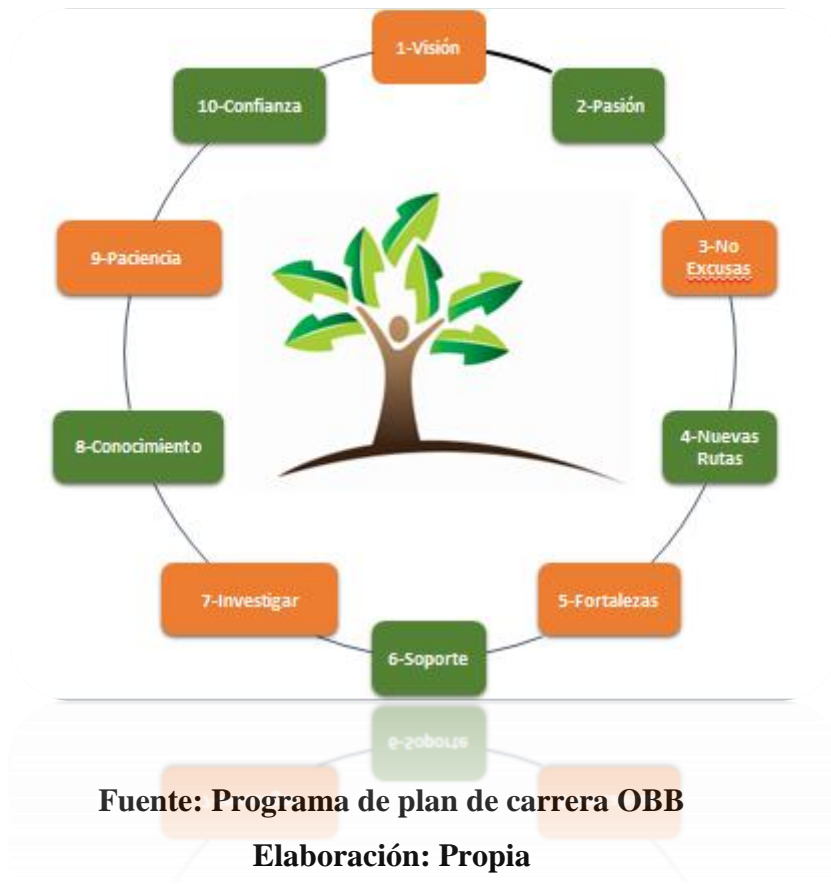 1-Visión
2-Pasión
3-No
Excusas
4-Nuevas
Rutas
5-Fortalezas
6-Soporte
7-Investigar
8-Conocimiento
9-Paciencia
10-Confianza
Fuente: Programa de plan de carrera OBB
Elaboración: Propia